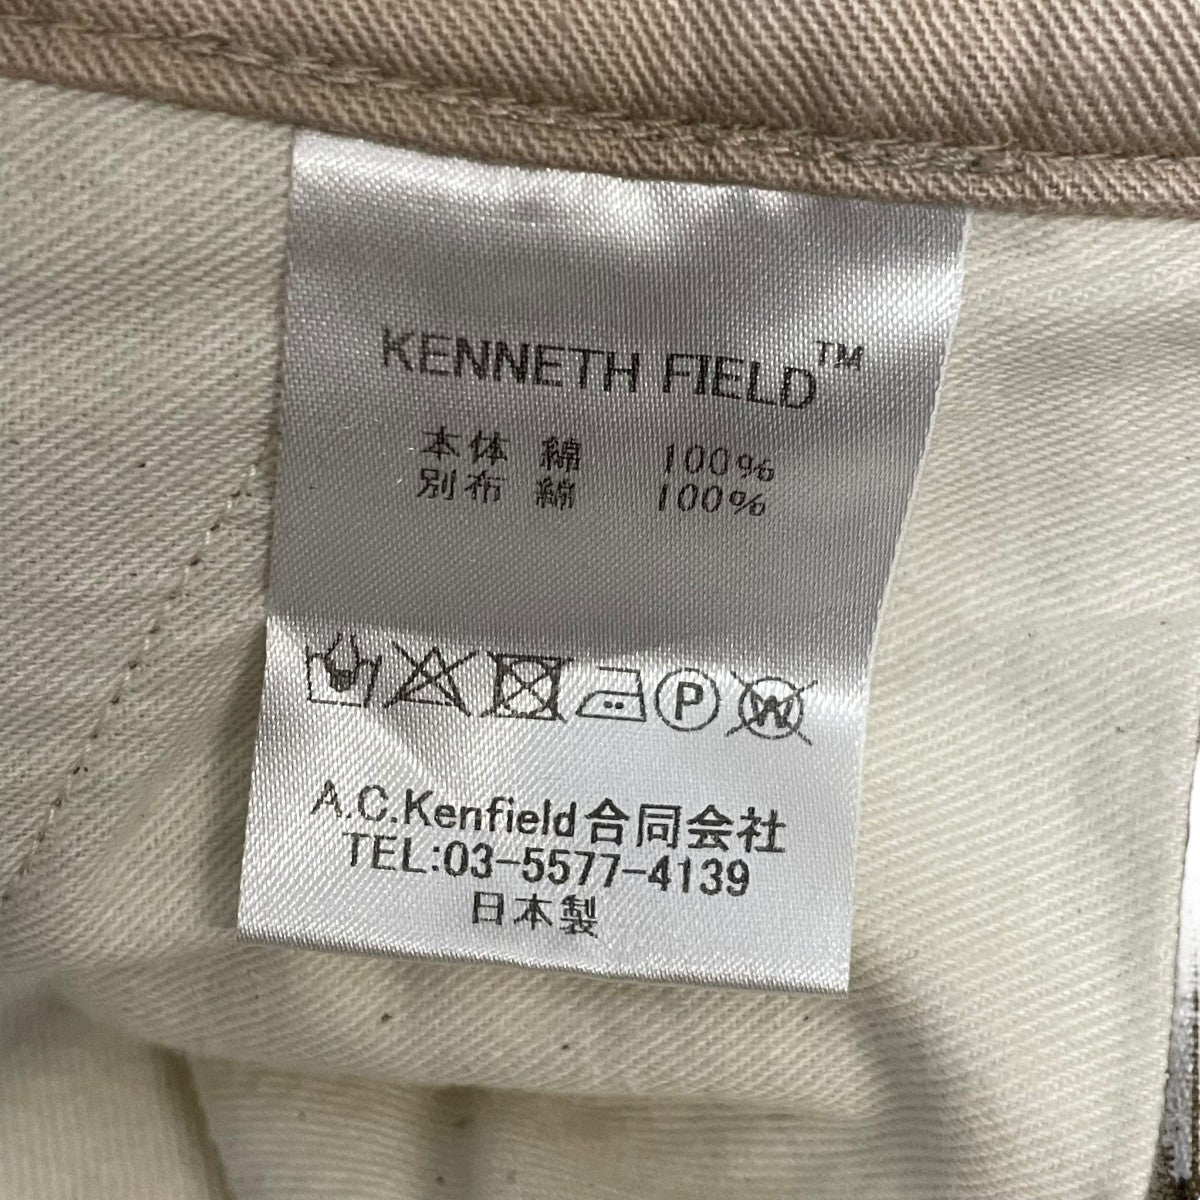 KENNETH FIELD™
本体 綿 100%
別布 綿 100%
P W
A.C.Kenfield合同会社
TEL:03-5577-4139
日本製